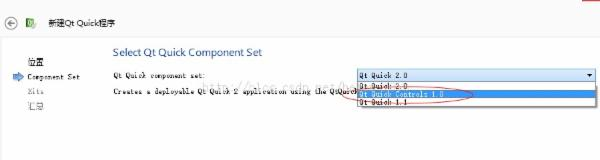 新建Qt Quick程序
位置
Component Set
Kits
汇总
Select Qt Quick Component Set
Qt Quick component set:
Qt Quick 2.0
Creates a deployable Qt Quick 2 application using the QtQuick
Qt Quick 2.0
Qt Quick Controls 1.0
Qt Quick 1.1